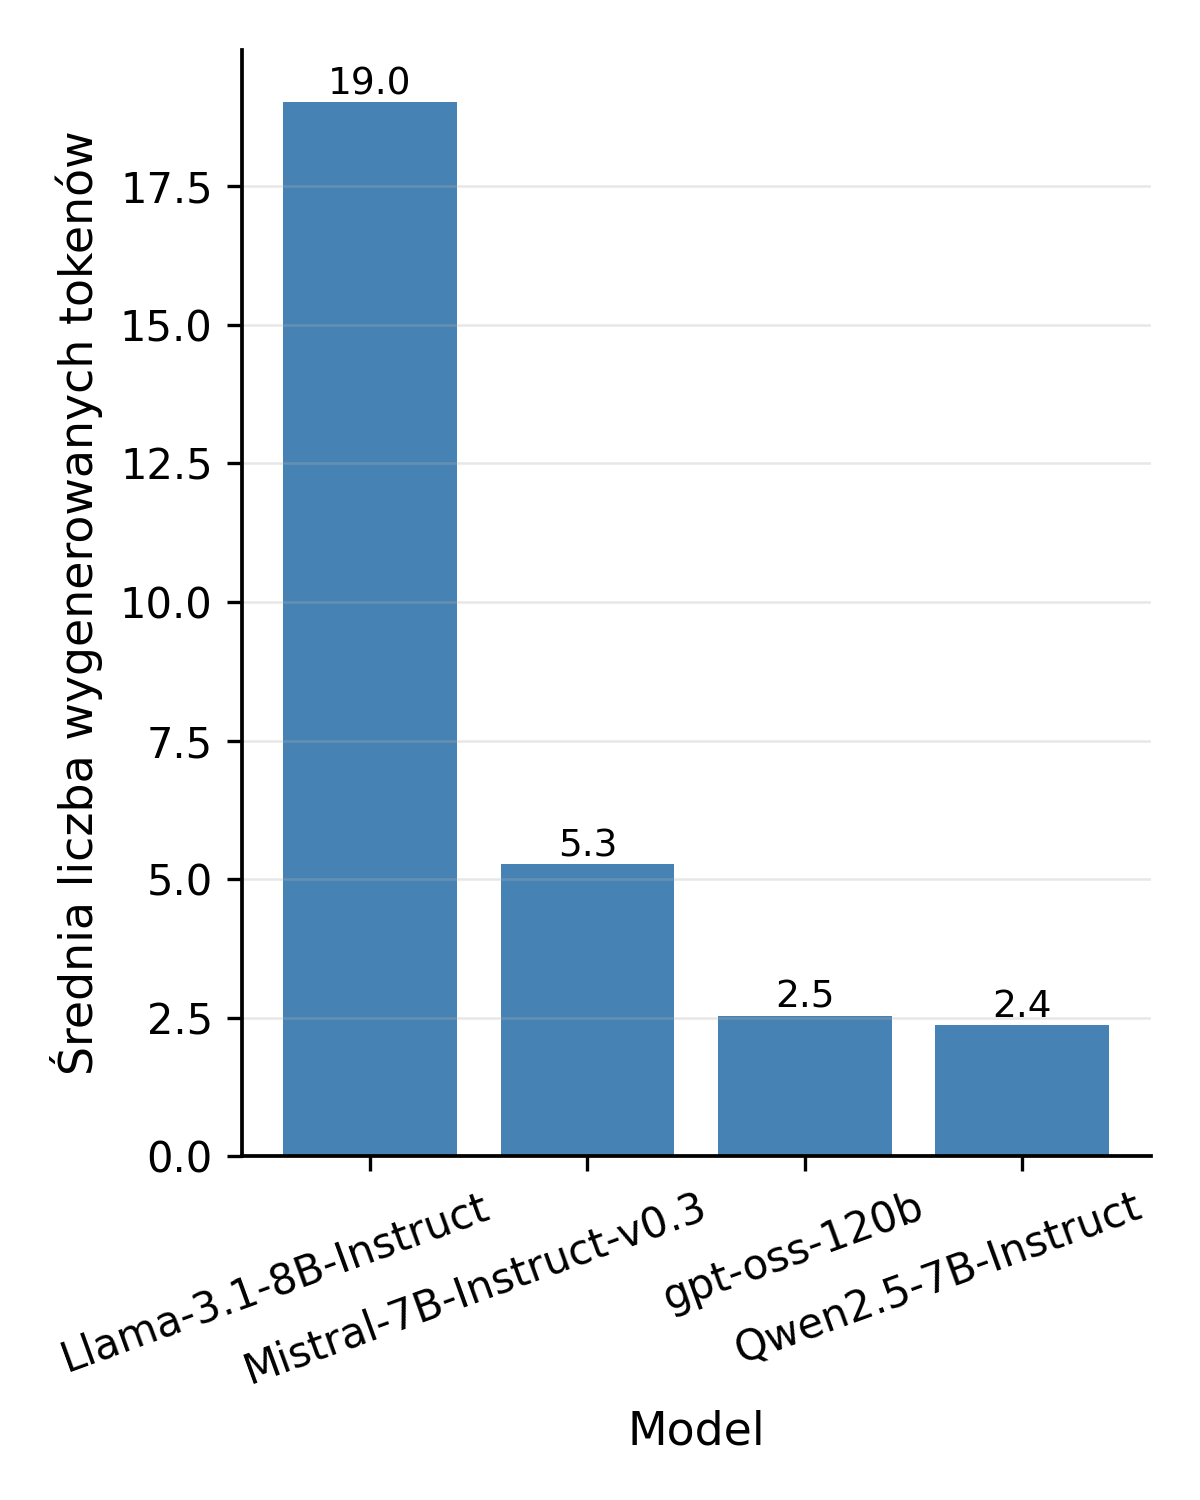 Średnia liczba wygenerowanych tokenów
17.5
15.0
12.5
10.0
7.5
5.0
2.5
0.0
19.0
5.3
2.5
2.4
Llama-3.1-8B-Instruct
Mistral-7B-Instruct-v0.3
gpt-oss-120b
Qwen2.5-7B-Instruct
Model